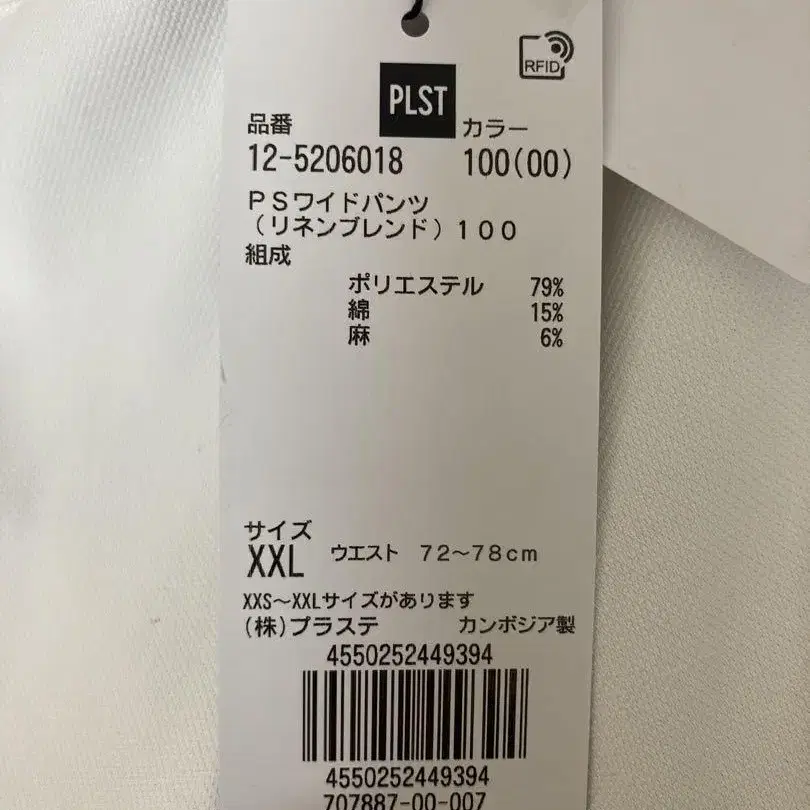 RFID
PLST
品番 カラー
12-5206018 100(00)
PSワイドパンツ
(リネンブレンド)100
組成
ポリエステル 79%
綿 15%
麻 6%
サイズ
XXL ウエスト 72~78cm
XXS~XXLサイズがあります
(株)プラステ カンボジア製
4550252449394
4550252449394
707887-00-007